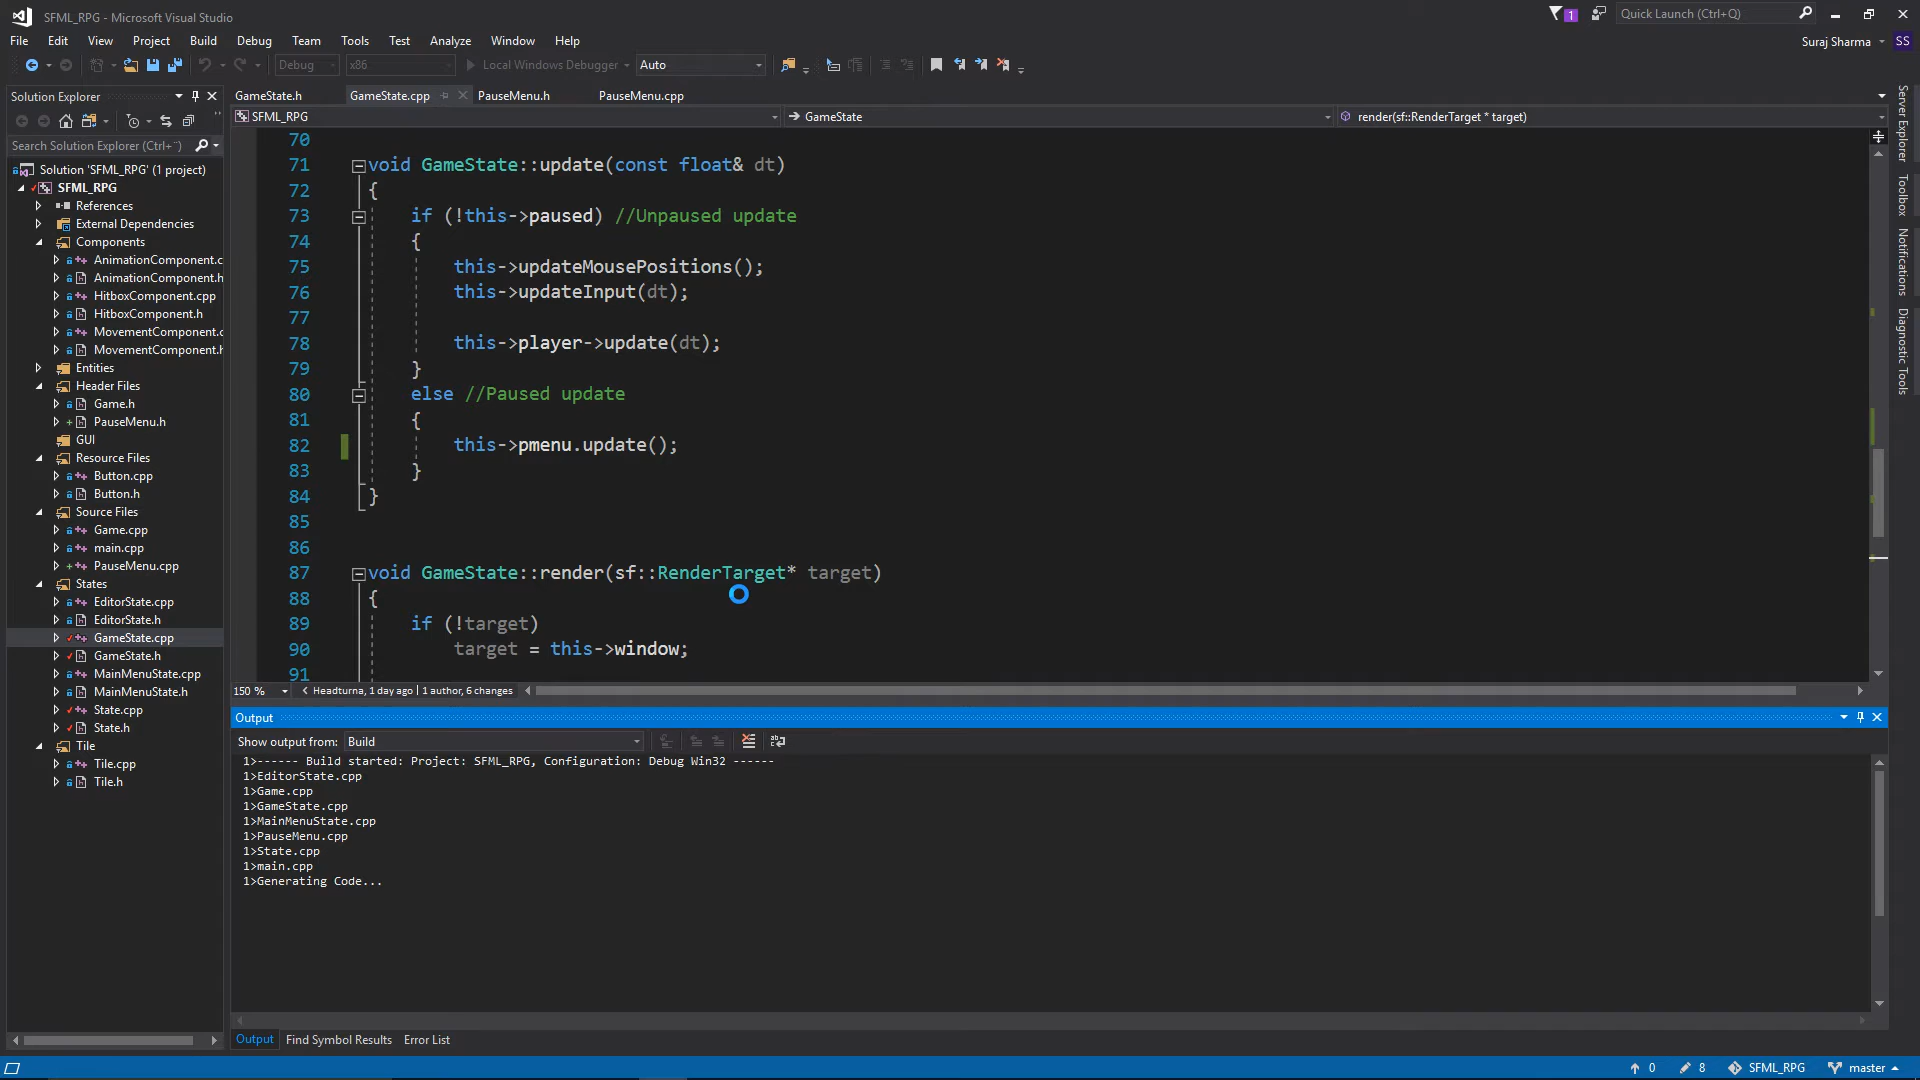 SFML_RPG - Microsoft Visual Studio
1
Quick Launch (Ctrl+Q)
File Edit View Project Build Debug Team Tools Test Analyze Window Help
Suraj Sharma SS
Debug x86 Local Windows Debugger Auto
Solution Explorer
GameState.h GameState.cpp PauseMenu.h PauseMenu.cpp
SFML_RPG GameState render(sf::RenderTarget * target)
Search Solution Explorer (Ctrl+¨)
Solution 'SFML_RPG' (1 project)
SFML_RPG
References
External Dependencies
Components
AnimationComponent.c
AnimationComponent.h
HitboxComponent.cpp
HitboxComponent.h
MovementComponent.c
MovementComponent.h
Entities
Header Files
Game.h
PauseMenu.h
GUI
Resource Files
Button.cpp
Button.h
Source Files
Game.cpp
main.cpp
PauseMenu.cpp
States
EditorState.cpp
EditorState.h
GameState.cpp
GameState.h
MainMenuState.cpp
MainMenuState.h
State.cpp
State.h
Tile
Tile.cpp
Tile.h
70
71 void GameState::update(const float& dt)
72 {
73 if (!this->paused) //Unpaused update
74 {
75 this->updateMousePositions();
76 this->updateInput(dt);
77
78 this->player->update(dt);
79 }
80 else //Paused update
81 {
82 this->pmenu.update();
83 }
84 }
85
86
87 void GameState::render(sf::RenderTarget* target)
88 {
89 if (!target)
90 target = this->window;
91
150 % Headturna, 1 day ago | 1 author, 6 changes
Output
Show output from: Build
1>------ Build started: Project: SFML_RPG, Configuration: Debug Win32 ------
1>EditorState.cpp
1>Game.cpp
1>GameState.cpp
1>MainMenuState.cpp
1>PauseMenu.cpp
1>State.cpp
1>main.cpp
1>Generating Code...
Output Find Symbol Results Error List
Server Explorer
Toolbox
Notifications
Diagnostic Tools
0 8 SFML_RPG master